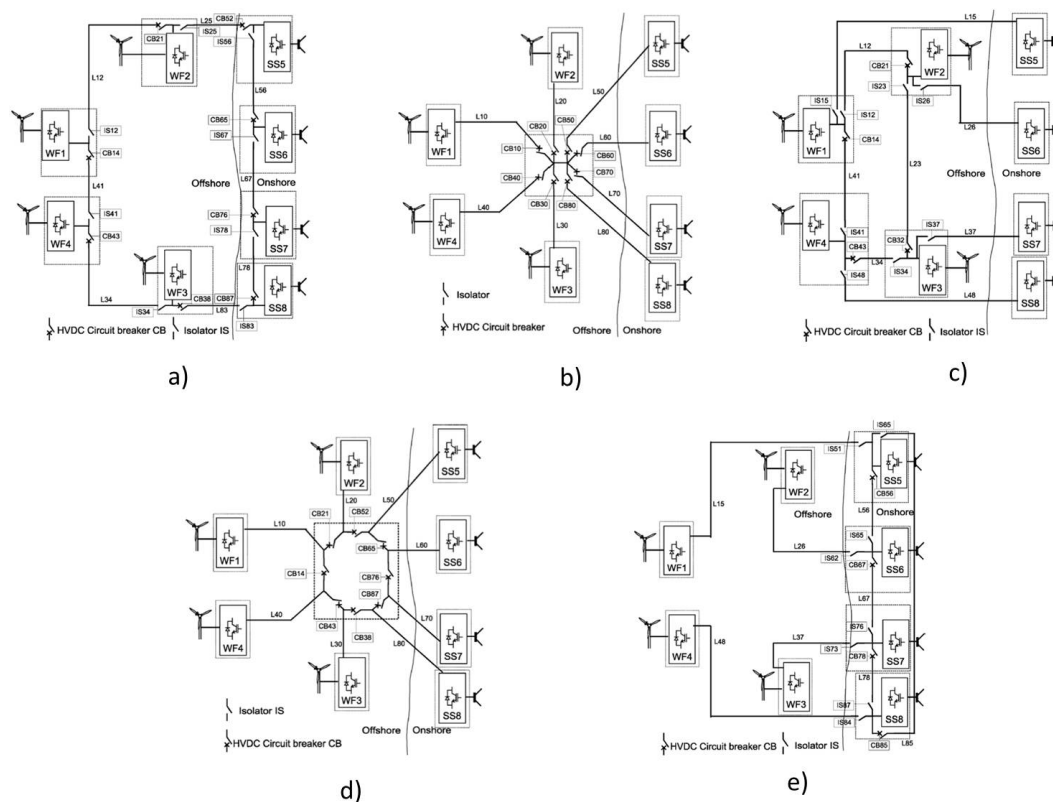 CB52
L25
CB21
IS25
IS56
WF2
SS5
L12
L56
CB65
IS12
IS67
WF1
CB14
SS6
Offshore
Onshore
L41
L67
IS41
CB76
WF4
CB43
IS78
SS7
WF3
L78
L34
CB38
CB87
IS34
L83
SS8
IS83
HVDC Circuit breaker CB
Isolator IS
a)
WF2
SS5
L20
L50
L10
CB20
CB50
L60
WF1
CB10
CB60
SS6
CB40
CB70
L40
CB30
CB80
L70
WF4
L30
L80
SS7
WF3
SS8
Isolator
HVDC Circuit breaker
Offshore
Onshore
b)
L15
L12
CB21
WF2
SS5
IS23
IS15
IS12
IS26
WF1
CB14
L26
SS6
L23
L41
Offshore
Onshore
IS41
IS37
WF4
CB43
CB32
L37
SS7
L34
IS34
WF3
IS48
L48
SS8
HVDC Circuit breaker CB
Isolator IS
c)
WF2
SS5
L20
L50
CB21
CB52
L10
CB65
L60
WF1
SS6
CB14
CB76
CB87
L40
L70
WF4
CB43
CB38
L30
L80
SS7
WF3
SS8
Isolator IS
HVDC Circuit breaker CB
Offshore
Onshore
d)
IS65
IS51
WF2
SS5
Offshore
Onshore
CB56
L15
L56
IS65
L26
IS62
CB67
SS6
WF1
L67
IS76
L37
IS73
CB78
SS7
WF4
L48
WF3
L78
IS87
IS84
SS8
CB85
L85
HVDC Circuit breaker CB
Isolator IS
e)